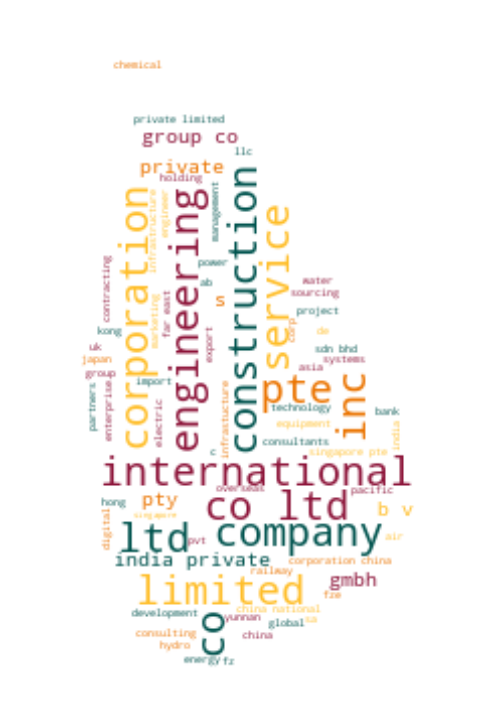 chemical
private limited
group co
llc
private
holding
corporation
infrastructure
engineer
engineering
management
construction
service
contracting
power
ab
water
sourcing
s
marketing
far east
project
kong
export
corp
de
uk
japan
sdn bhd
systems
group
asia
import
pte
inc
partners
enterprise
electric
infrastucture
technology
bank
equipment
india
consultants
c
singapore pte
international
overseas
pacific
hong
pty
co ltd
b v
digital
singapore
ltd
pvt
company
air
india private
corporation china
railway
gmbh
limited
fze
china national
development
co
yunnan
global
sa
consulting
china
hydro
energy
fz